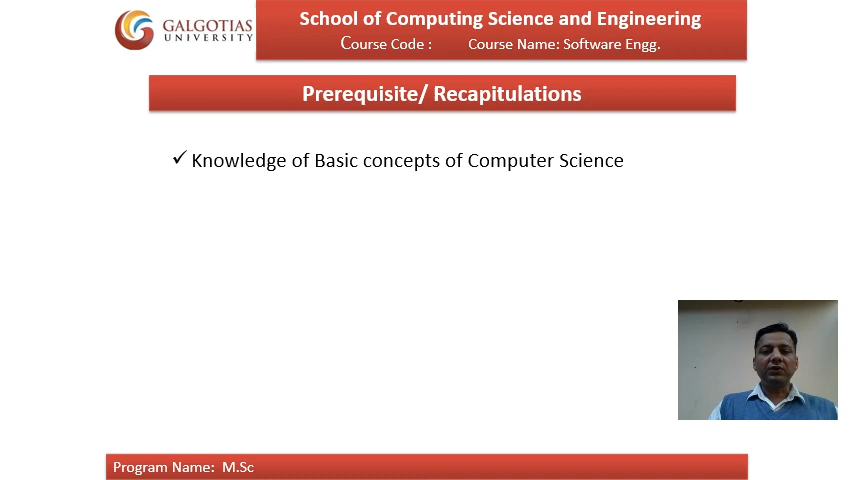 GALGOTIAS
UNIVERSITY
School of Computing Science and Engineering
Course Code : Course Name: Software Engg.
Prerequisite/ Recapitulations
✓ Knowledge of Basic concepts of Computer Science
Program Name: M.Sc